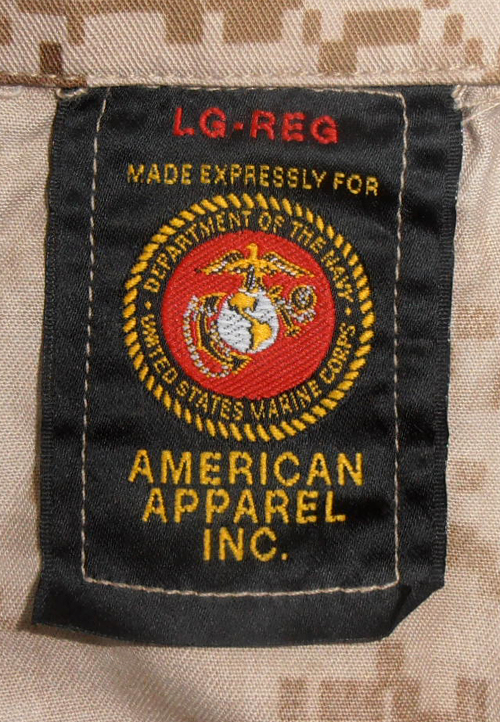 LG-REG
MADE EXPRESSLY FOR
DEPARTMENT OF THE NAVY
UNITED STATES MARINE CORPS
AMERICAN
APPAREL
INC.